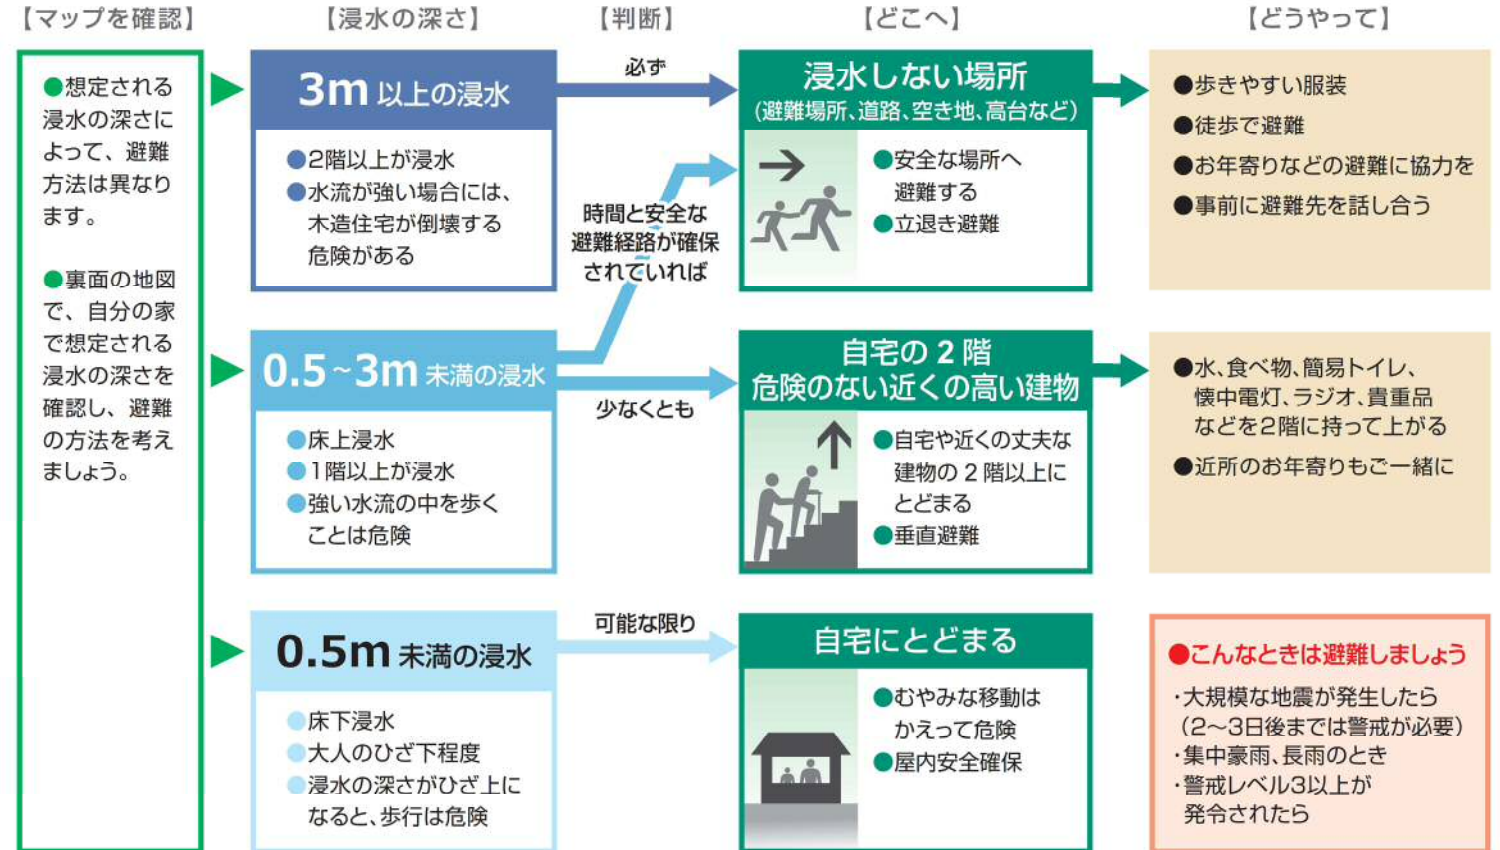 【マップを確認】
【浸水の深さ】
【判断】
【どこへ】
【どうやって】
●想定される
浸水の深さに
よって、避難
方法は異なり
ます。
●裏面の地図
で、自分の家
で想定される
浸水の深さを
確認し、避難
の方法を考え
ましょう。
3m 以上の浸水
●2階以上が浸水
●水流が強い場合には、
木造住宅が倒壊する
危険がある
必ず
浸水しない場所
(避難場所、道路、空き地、高台など)
●安全な場所へ
避難する
●立退き避難
●歩きやすい服装
●徒歩で避難
●お年寄りなどの避難に協力を
●事前に避難先を話し合う
時間と安全な
避難経路が確保
されていれば
0.5~3m 未満の浸水
●床上浸水
●1階以上が浸水
●強い水流の中を歩く
ことは危険
少なくとも
自宅の 2 階
危険のない近くの高い建物
●自宅や近くの丈夫な
建物の 2 階以上に
とどまる
●垂直避難
●水、食べ物、簡易トイレ、
懐中電灯、ラジオ、貴重品
などを2階に持って上がる
●近所のお年寄りもご一緒に
0.5m 未満の浸水
●床下浸水
●大人のひざ下程度
●浸水の深さがひざ上に
なると、歩行は危険
可能な限り
自宅にとどまる
●むやみな移動は
かえって危険
●屋内安全確保
●こんなときは避難しましょう
・大規模な地震が発生したら
(2〜3日後までは警戒が必要)
・集中豪雨、長雨のとき
・警戒レベル3以上が
発令されたら